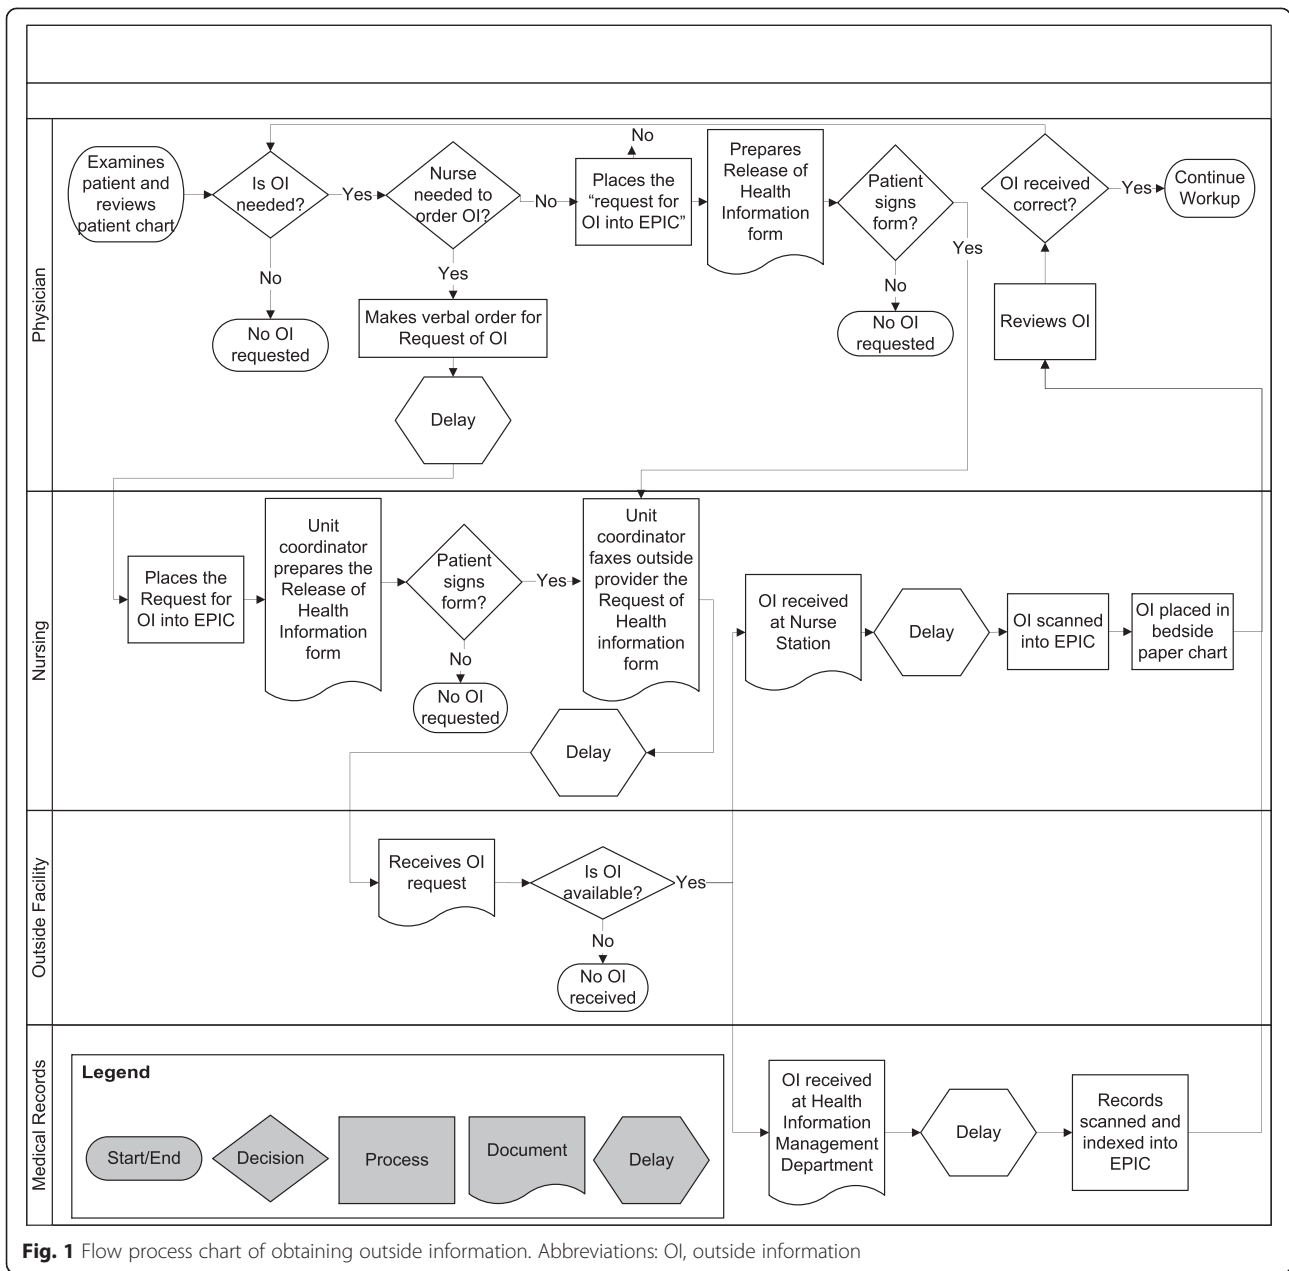 Physician
Examines
patient and
reviews
patient chart
Is OI
needed?
Yes
No
No OI
requested
Nurse
needed to
order OI?
No
Yes
Makes verbal order for
Request of OI
Delay
No
Places the
“request for
OI into EPIC”
Prepares
Release of
Health
Information
form
Patient
signs
form?
Yes
No
No OI
requested
OI received
correct?
Yes
Continue
Workup
Reviews OI
Nursing
Places the
Request for
OI into EPIC
Unit
coordinator
prepares the
Release of
Health
Information
form
Patient
signs
form?
Yes
No
No OI
requested
Unit
coordinator
faxes outside
provider the
Request of
Health
information
form
Delay
OI received
at Nurse
Station
Delay
OI scanned
into EPIC
OI placed in
bedside
paper chart
Outside Facility
Receives OI
request
Is OI
available?
Yes
No
No OI
received
Medical Records
Legend
Start/End
Decision
Process
Document
Delay
OI received
at Health
Information
Management
Department
Delay
Records
scanned and
indexed into
EPIC
Fig. 1 Flow process chart of obtaining outside information. Abbreviations: OI, outside information